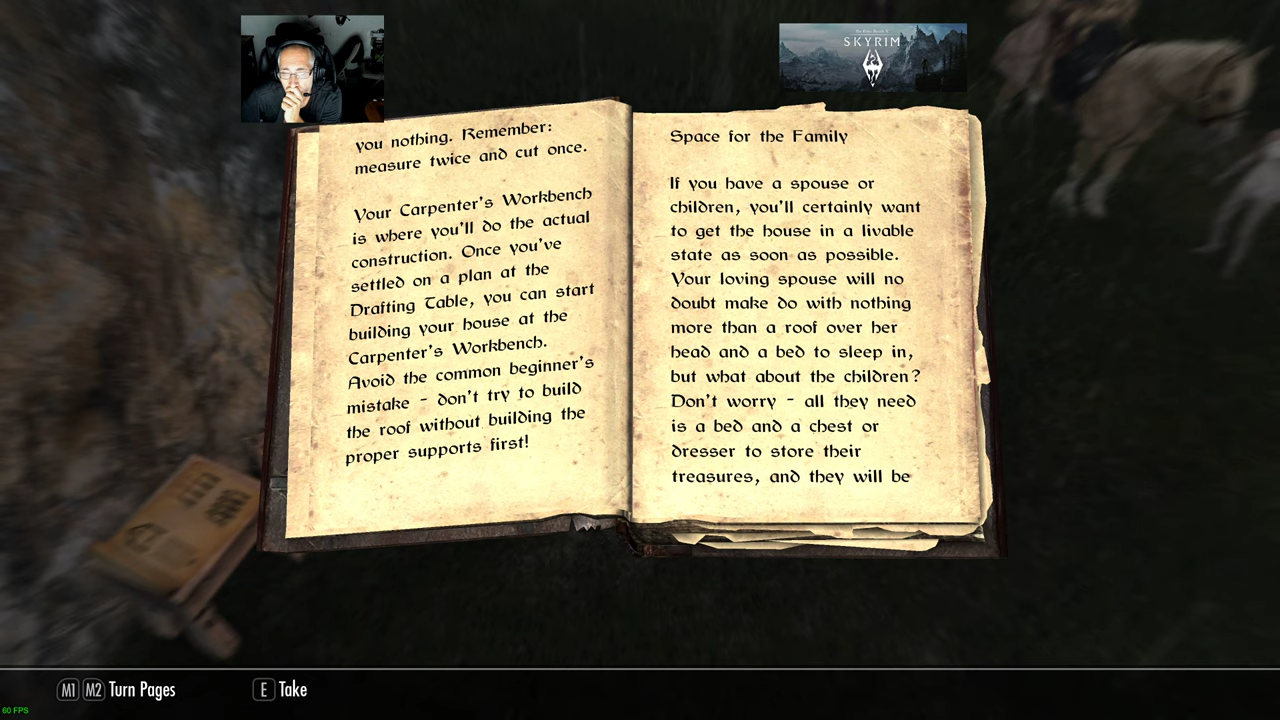 The Elder Scrolls V
SKYRIM
you nothing. Remember:
measure twice and cut once.
Your Carpenter's Workbench
is where you'll do the actual
construction. Once you've
settled on a plan at the
Drafting Table, you can start
building your house at the
Carpenter's Workbench.
Avoid the common beginner's
mistake - don't try to build
the roof without building the
proper supports first!
Space for the Family
If you have a spouse or
children, you'll certainly want
to get the house in a livable
state as soon as possible.
Your loving spouse will no
doubt make do with nothing
more than a roof over her
head and a bed to sleep in,
but what about the children?
Don't worry - all they need
is a bed and a chest or
dresser to store their
treasures, and they will be
M1 M2 Turn Pages
E Take
60 FPS